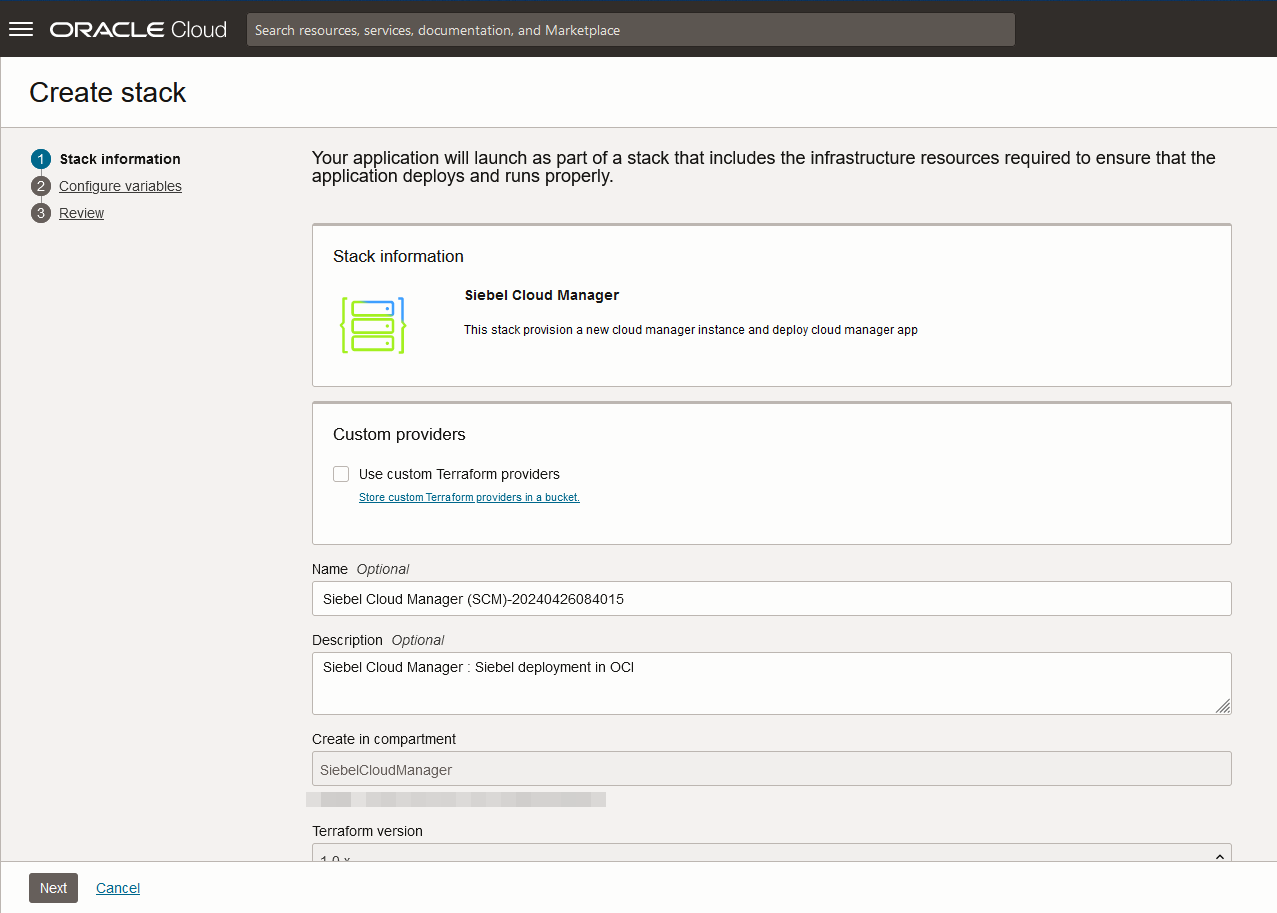 ORACLE Cloud
Search resources, services, documentation, and Marketplace
Create stack
1 Stack information
2 Configure variables
3 Review
Your application will launch as part of a stack that includes the infrastructure resources required to ensure that the
application deploys and runs properly.
Stack information
Siebel Cloud Manager
This stack provision a new cloud manager instance and deploy cloud manager app
Custom providers
Use custom Terraform providers
Store custom Terraform providers in a bucket.
Name Optional
Siebel Cloud Manager (SCM)-20240426084015
Description Optional
Siebel Cloud Manager : Siebel deployment in OCI
Create in compartment
SiebelCloudManager
Terraform version
1.0.x
Next Cancel